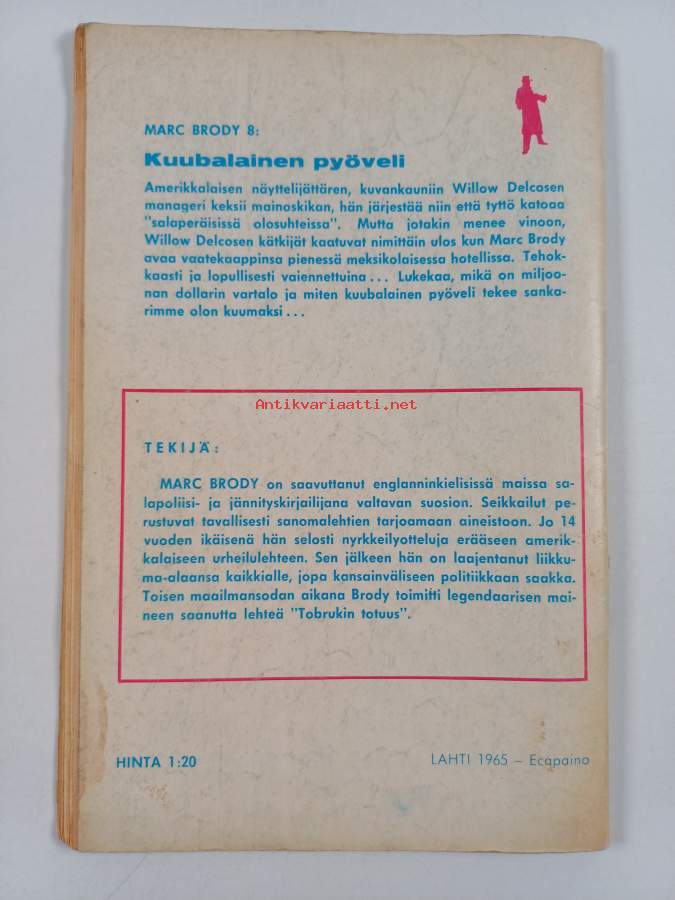 MARC BRODY 8:
Kuubalainen pyöveli
Amerikkalaisen näyttelijättären, kuvankauniin Willow Delcosen
manageri keksii mainoskikan, hän järjestää niin että tyttö katoaa
"salaperäisissä olosuhteissa". Mutta jotakin menee vinoon,
Willow Delcosen kätkijät kaatuvat nimittäin ulos kun Marc Brody
avaa vaatekaappinsa pienessä meksikolaisessa hotellissa. Tehok-
kaasti ja lopullisesti vaiennettuina... Lukekaa, mikä on miljoo-
nan dollarin vartalo ja miten kuubalainen pyöveli tekee sanka-
rimme olon kuumaksi...
Antikvariaatti.net
TEKIJÄ:
MARC BRODY on saavuttanut englanninkielisissä maissa sa-
lapoliisi- ja jännityskirjailijana valtavan suosion. Seikkailut pe-
rustuvat tavallisesti sanomalehtien tarjoamaan aineistoon. Jo 14
vuoden ikäisenä hän selosti nyrkkeilyotteluja erääseen amerik-
kalaiseen urheilulehteen. Sen jälkeen hän on laajentanut liikku-
ma-alaansa kaikkialle, jopa kansainväliseen politiikkaan saakka.
Toisen maailmansodan aikana Brody toimitti legendaarisen mai-
neen saanutta lehteä "Tobrukin totuus".
HINTA 1:20
LAHTI 1965 – Ecapaino